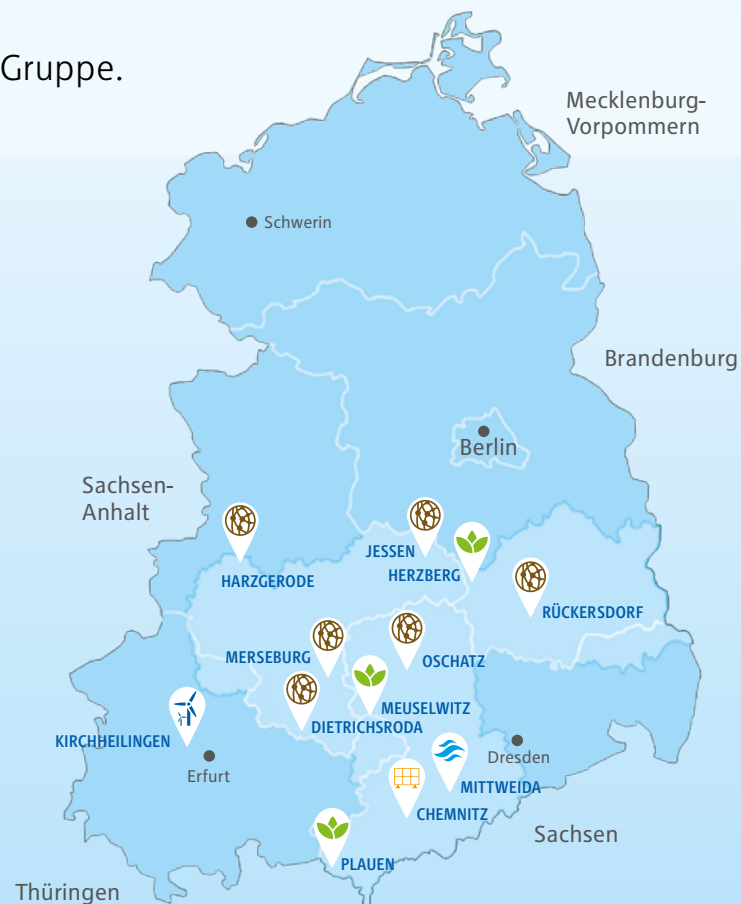 Gruppe.
Mecklenburg-
Vorpommern
Schwerin
Brandenburg
Berlin
Sachsen-
Anhalt
JESSEN
HERZBERG
HARZGERODE
RÜCKERSDORF
MERSEBURG
OSCHATZ
MEUSELWITZ
DIETRICHSRODA
KIRCHHEILINGEN
Erfurt
Dresden
MITTWEIDA
CHEMNITZ
Sachsen
PLAUEN
Thüringen